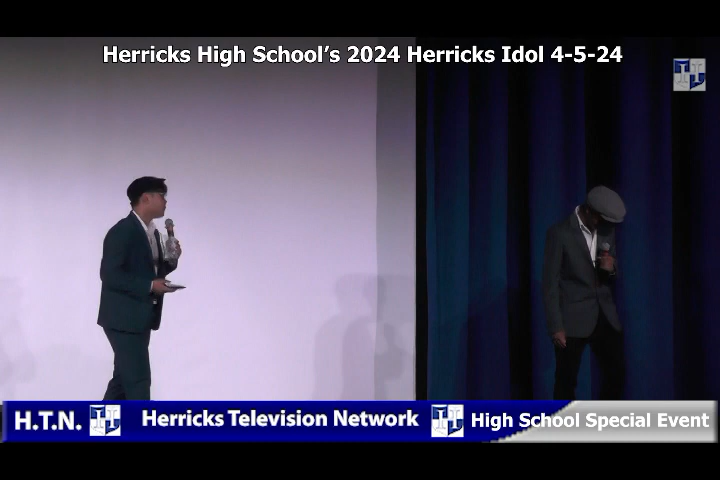 Herricks High School's 2024 Herricks Idol 4-5-24
H.T.N. Herricks Television Network High School Special Event